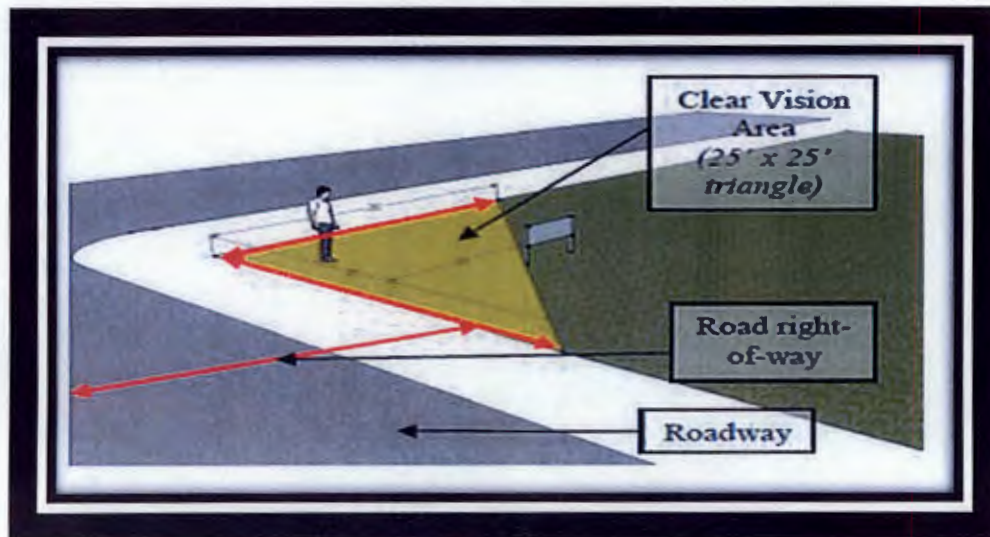 Clear Vision
Area
(25' x 25'
triangle)
Road right-
of-way
Roadway